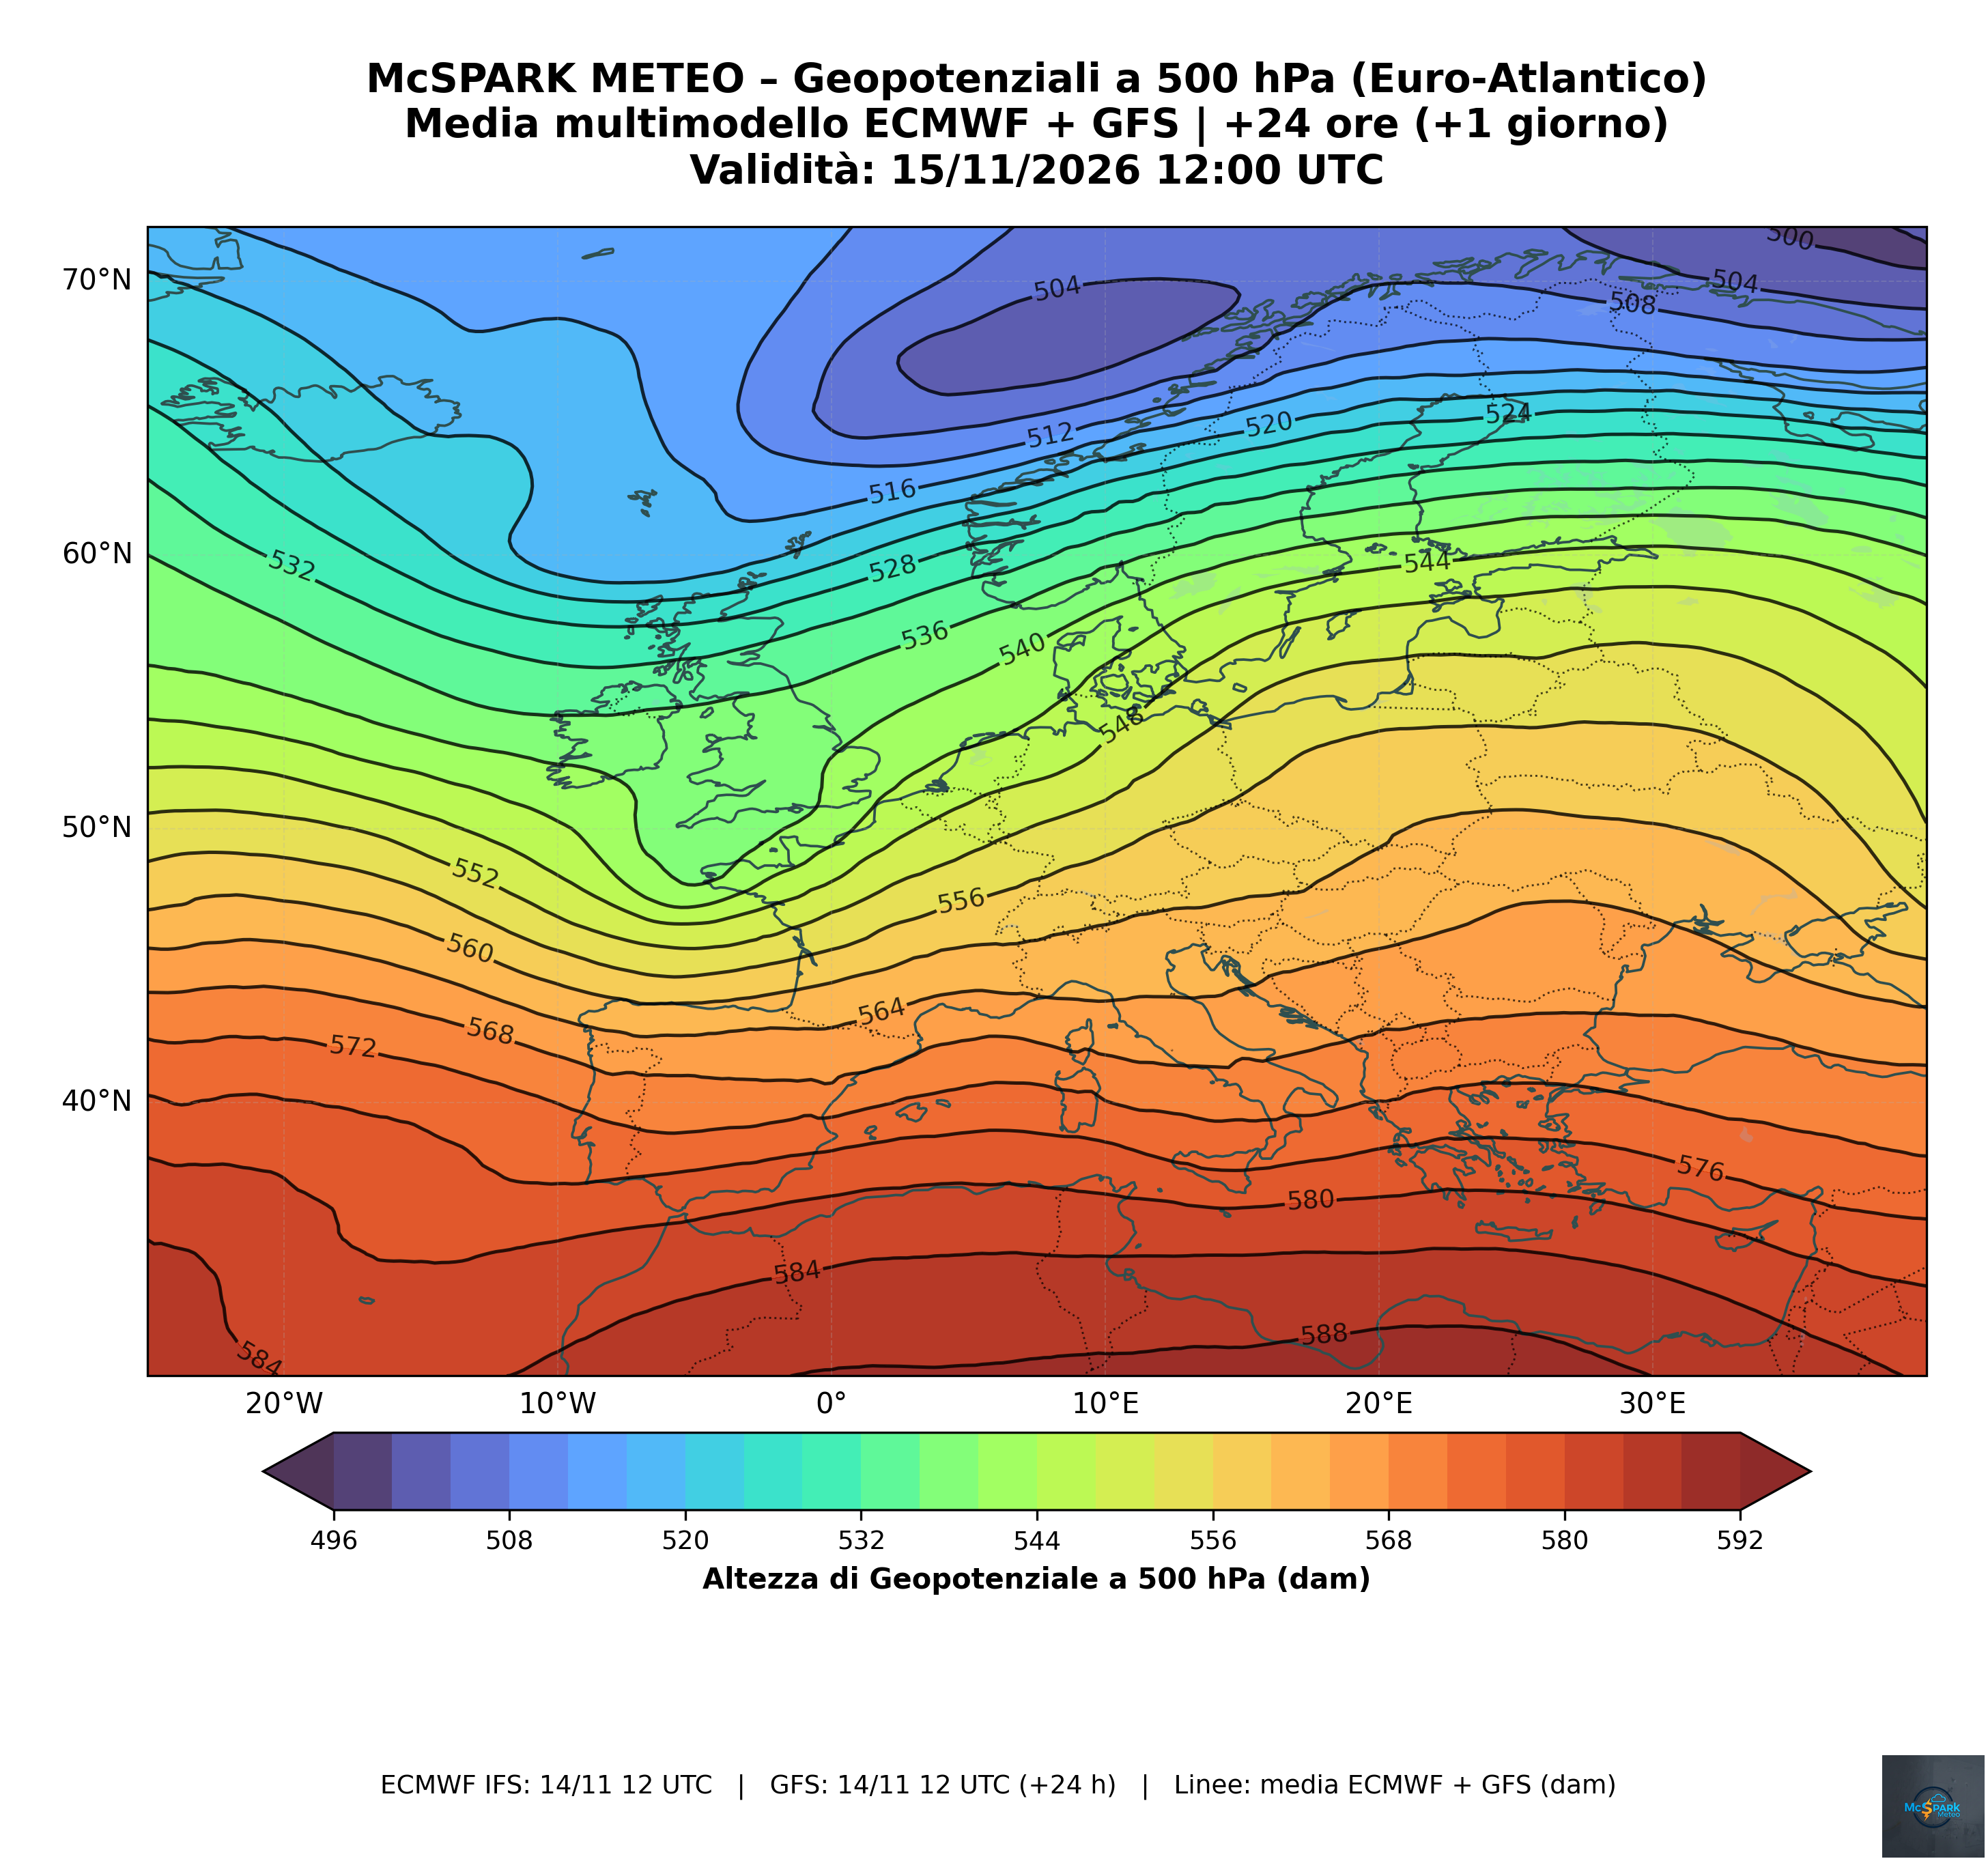 McSPARK METEO – Geopotenziali a 500 hPa (Euro-Atlantico)
Media multimodello ECMWF + GFS | +24 ore (+1 giorno)
Validità: 15/11/2026 12:00 UTC
500
504
504
508
70°N
512
520
524
516
532
528
544
60°N
536
540
548
50°N
552
556
560
564
568
572
40°N
576
580
584
588
584
20°W
10°W
0°
10°E
20°E
30°E
496
508
520
532
544
556
568
580
592
Altezza di Geopotenziale a 500 hPa (dam)
ECMWF IFS: 14/11 12 UTC | GFS: 14/11 12 UTC (+24 h) | Linee: media ECMWF + GFS (dam)
McSPARK
Meteo